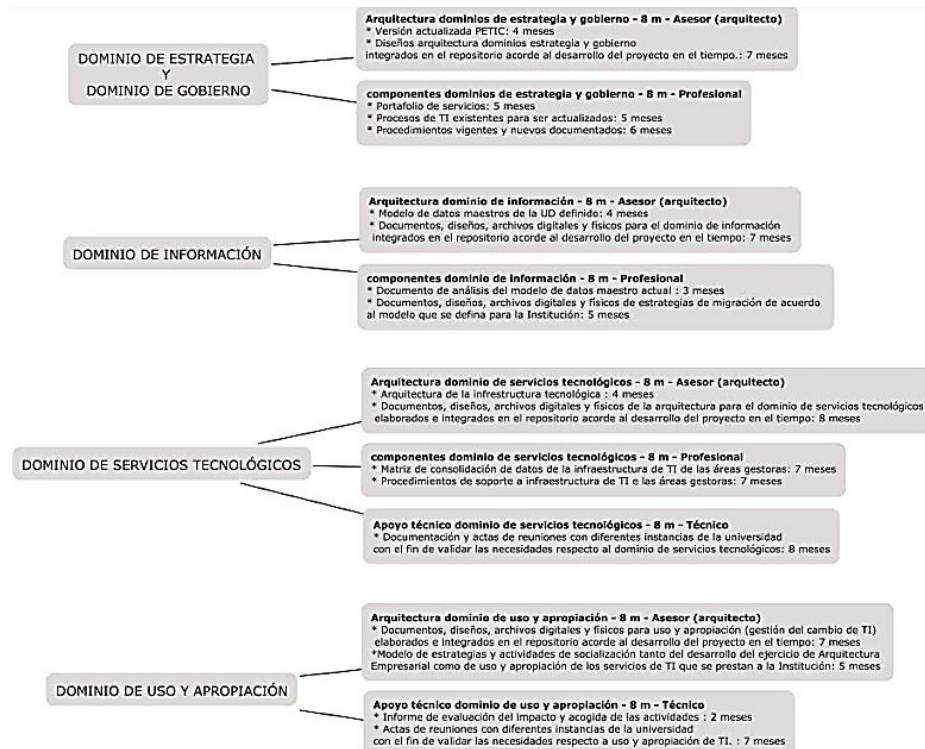 DOMINIO DE ESTRATEGIA
Y
DOMINIO DE GOBIERNO
Arquitectura dominios de estrategia y gobierno - 8 m - Asesor (arquitecto)
* Versión actualizada PETIC: 4 meses
* Diseños arquitectura dominios estrategia y gobierno
integrados en el repositorio acorde al desarrollo del proyecto en el tiempo.: 7 meses
componentes dominios de estrategia y gobierno - 8 m - Profesional
* Portafolio de servicios: 5 meses
* Procesos de TI existentes para ser actualizados: 5 meses
* Procedimientos vigentes y nuevos documentados: 6 meses
DOMINIO DE INFORMACIÓN
Arquitectura dominio de información - 8 m - Asesor (arquitecto)
* Modelo de datos maestros de la UD definido: 4 meses
* Documentos, diseños, archivos digitales y físicos para el dominio de información
integrados en el repositorio acorde al desarrollo del proyecto en el tiempo: 7 meses
componentes dominio de información - 8 m - Profesional
* Documento de análisis del modelo de datos maestro actual : 3 meses
* Documentos, diseños, archivos digitales y físicos de estrategias de migración de acuerdo
al modelo que se defina para la Institución: 5 meses
DOMINIO DE SERVICIOS TECNOLÓGICOS
Arquitectura dominio de servicios tecnológicos - 8 m - Asesor (arquitecto)
* Arquitectura de la infrestructura tecnológica : 4 meses
* Documentos, diseños, archivos digitales y físicos de la arquitectura para el dominio de servicios tecnológicos
elaborados e integrados en el repositorio acorde al desarrollo del proyecto en el tiempo: 8 meses
componentes dominio de servicios tecnológicos - 8 m - Profesional
* Matriz de consolidación de datos de la infraestructura de TI de las áreas gestoras: 7 meses
* Procedimientos de soporte a infraestructura de TI e las áreas gestoras: 7 meses
Apoyo técnico dominio de servicios tecnológicos - 8 m - Técnico
* Documentación y actas de reuniones con diferentes instancias de la universidad
con el fin de validar las necesidades respecto al dominio de servicios tecnológicos: 8 meses
DOMINIO DE USO Y APROPIACIÓN
Arquitectura dominio de uso y apropiación - 8 m - Asesor (arquitecto)
* Documentos, diseños, archivos digitales y físicos para uso y apropiación (gestión del cambio de TI)
elaborados e integrados en el repositorio acorde al desarrollo del proyecto en el tiempo: 7 meses
*Modelo de estrategias y actividades de socialización tanto del desarrollo del ejercicio de Arquitectura
Empresarial como de uso y apropiación de los servicios de TI que se prestan a la Institución: 5 meses
Apoyo técnico dominio de uso y apropiación - 8 m - Técnico
* Informe de evaluación del impacto y acogida de las actividades : 2 meses
* Actas de reuniones con diferentes instancias de la universidad
con el fin de validar las necesidades respecto a uso y apropiación de TI. : 7 meses